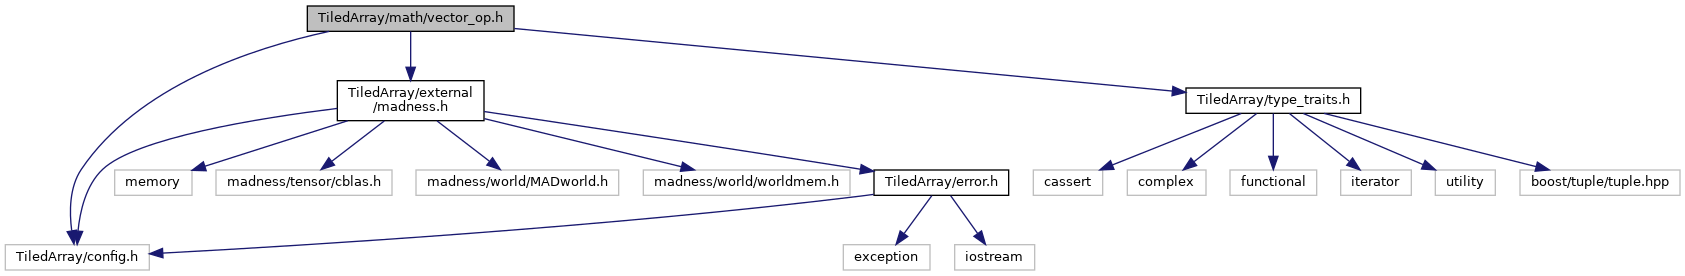 TiledArray/math/vector_op.h
TiledArray/external
/madness.h
TiledArray/type_traits.h
memory
madness/tensor/cblas.h
madness/world/MADworld.h
madness/world/worldmem.h
TiledArray/error.h
cassert
complex
functional
iterator
utility
boost/tuple/tuple.hpp
TiledArray/config.h
exception
iostream